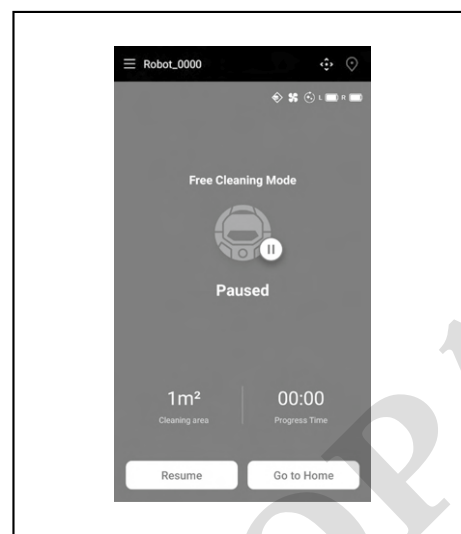 Robot_0000
L R
Free Cleaning Mode
Paused
1m² 00:00
Cleaning area Progress Time
Resume Go to Home